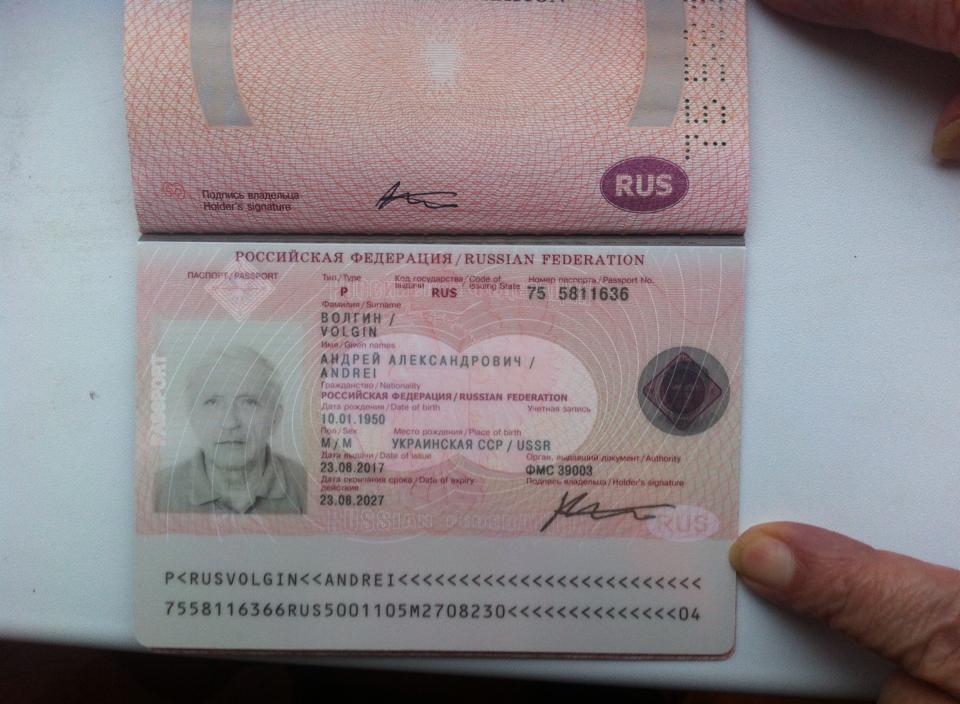 Подпись владельца
Holder's signature
RUS
РОССИЙСКАЯ ФЕДЕРАЦИЯ / RUSSIAN FEDERATION
ПАСПОРТ / PASSPORT
Тип / Type
Код государства / Code of
выдачи issuing State
Номер паспорта / Passport No.
P
RUS
75 5811636
Фамилия / Surname
ВОЛГИН /
VOLGIN
Имя / Given names
АНДРЕЙ АЛЕКСАНДРОВИЧ /
ANDREI
Гражданство / Nationality
РОССИЙСКАЯ ФЕДЕРАЦИЯ / RUSSIAN FEDERATION
Дата рождения / Date of birth
Учетная запись
10.01.1950
Пол / Sex
Место рождения / Place of birth
М / M
УКРАИНСКАЯ ССР / USSR
Дата выдачи / Date of issue
Орган, выдавший документ / Authority
23.08.2017
ФМС 39003
Дата окончания срока / Date of expiry
действия
Подпись владельца / Holder's signature
23.08.2027
PASSPORT
RUSSIAN FEDERATION
RUS
P<RUSVOLGIN<<ANDREI<<<<<<<<<<<<<<<<<<<<<<<<<
7558116366RUS5001105M2708230<<<<<<<<<<<<<<04